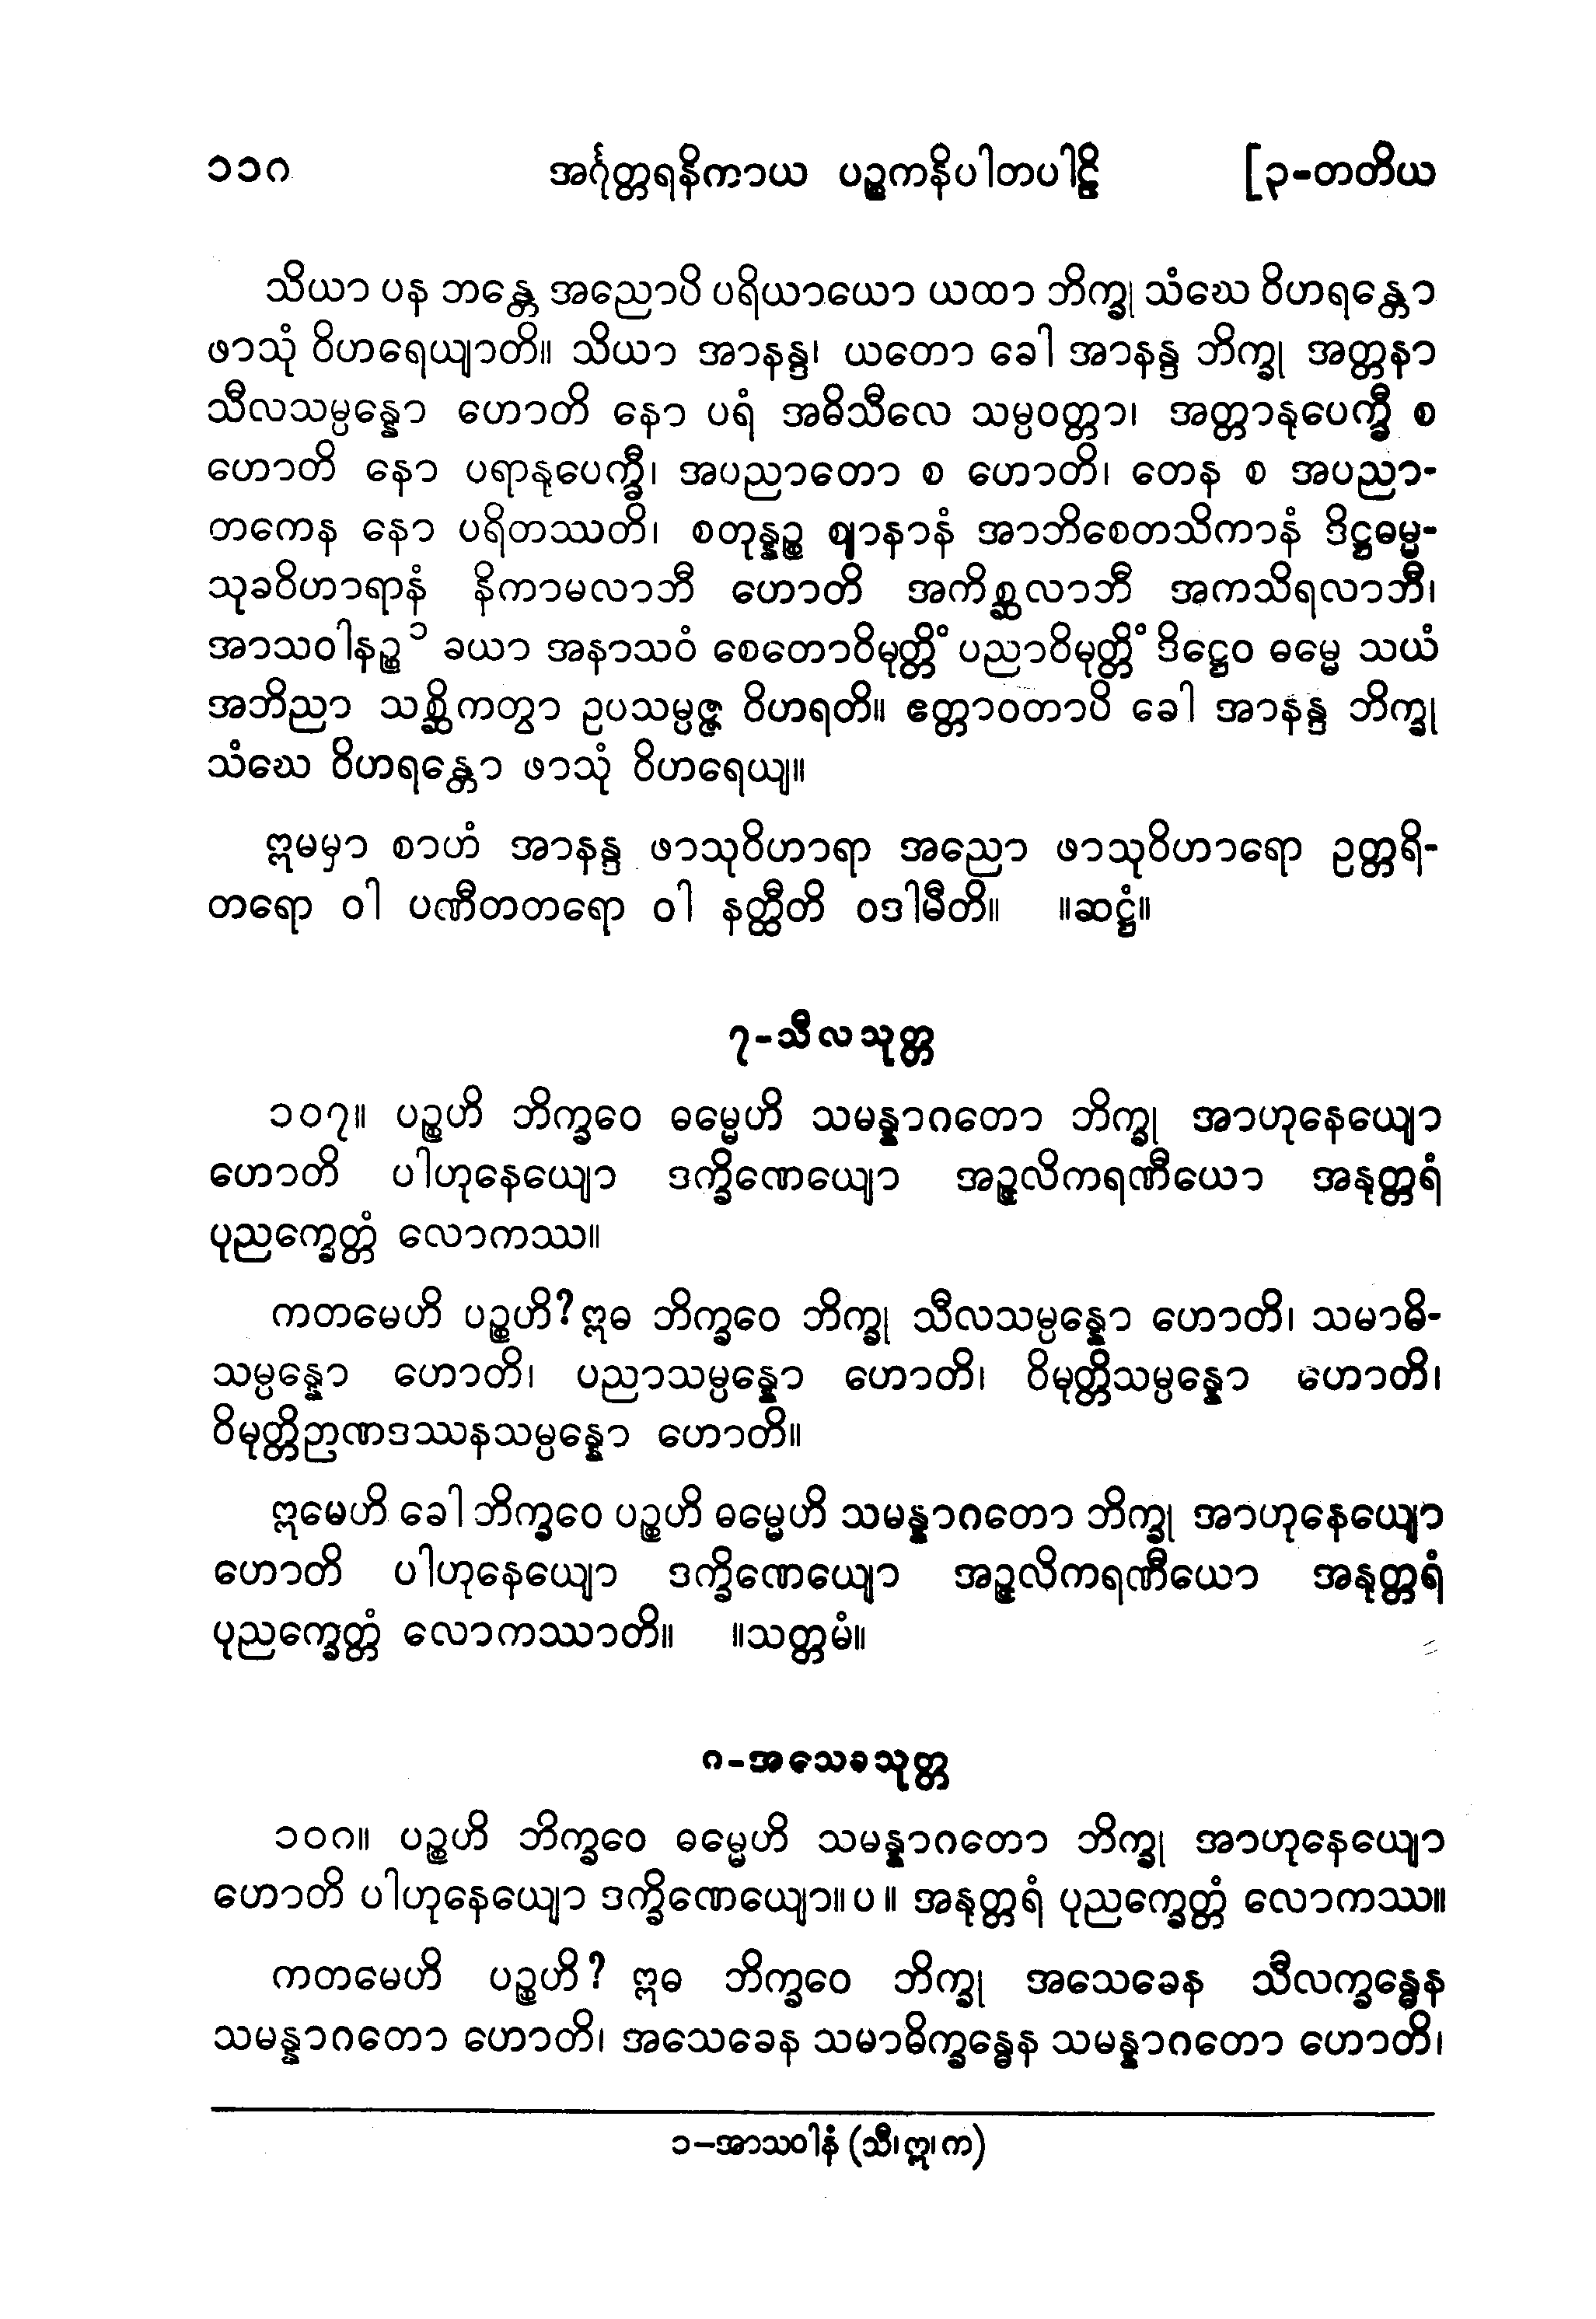 ၁၁၈ အင်္ဂုတ္တရနိကာယ ပဉ္စကနိပါတပါဠိ [၃-တတိယ
သိယာ ပန ဘန္တေ အညောပိ ပရိယာယော ယထာ ဘိက္ခု သံဃေ ဝိဟရန္တော
ဖာသုံ ဝိဟရေယျာတိ။ သိယာ အာနန္ဒ၊ ယတော ခေါ အာနန္ဒ ဘိက္ခု အတ္တနာ
သီလသမ္ပန္နော ဟောတိ နော ပရံ အဓိသီလေ သမ္ပဝတ္တာ၊ အတ္တာနုပေက္ခီ စ
ဟောတိ နော ပရာနုပေက္ခီ၊ အပညာတော စ ဟောတိ၊ တေန စ အပညာ-
တကေန နော ပရိတဿတိ၊ စတုန္နဉ္စ ဈာနာနံ အာဘိစေတသိကာနံ ဒိဋ္ဌဓမ္မ-
သုခဝိဟာရာနံ နိကာမလာဘီ ဟောတိ အကိစ္ဆလာဘီ အကသိရလာဘီ၊
အာသဝါနဉ္စ ၁ ခယာ အနာသဝံ စေတောဝိမုတ္တိံ ပညာဝိမုတ္တိံ ဒိဋ္ဌေဝ ဓမ္မေ သယံ
အဘိညာ သစ္ဆိကတွာ ဥပသမ္ပဇ္ဇ ဝိဟရတိ။ ဧတ္တာဝတာပိ ခေါ အာနန္ဒ ဘိက္ခု
သံဃေ ဝိဟရန္တော ဖာသုံ ဝိဟရေယျ။
ဣမမှာ စာဟံ အာနန္ဒ ဖာသုဝိဟာရာ အညော ဖာသုဝိဟာရော ဥတ္တရိ-
တရော ဝါ ပဏီတတရော ဝါ နတ္ထီတိ ဝဒါမီတိ။ ။ဆဋ္ဌံ။
၇-သီလသုတ္တ
၁၀၇။ ပဉ္စဟိ ဘိက္ခဝေ ဓမ္မေဟိ သမန္နာဂတော ဘိက္ခု အာဟုနေယျော
ဟောတိ ပါဟုနေယျော ဒက္ခိဏေယျော အဉ္ဇလိကရဏီယော အနုတ္တရံ
ပုညက္ခေတ္တံ လောကဿ။
ကတမေဟိ ပဉ္စဟိ? ဣဓ ဘိက္ခဝေ ဘိက္ခု သီလသမ္ပန္နော ဟောတိ၊ သမာဓိ-
သမ္ပန္နော ဟောတိ၊ ပညာသမ္ပန္နော ဟောတိ၊ ဝိမုတ္တိသမ္ပန္နော ဟောတိ၊
ဝိမုတ္တိဉာဏဒဿနသမ္ပန္နော ဟောတိ။
ဣမေဟိ ခေါ ဘိက္ခဝေ ပဉ္စဟိ ဓမ္မေဟိ သမန္နာဂတော ဘိက္ခု အာဟုနေယျော
ဟောတိ ပါဟုနေယျော ဒက္ခိဏေယျော အဉ္ဇလိကရဏီယော အနုတ္တရံ
ပုညက္ခေတ္တံ လောကဿာတိ။ ။သတ္တမံ။
၈-အသေခသုတ္တ
၁၀၈။ ပဉ္စဟိ ဘိက္ခဝေ ဓမ္မေဟိ သမန္နာဂတော ဘိက္ခု အာဟုနေယျော
ဟောတိ ပါဟုနေယျော ဒက္ခိဏေယျော။ပ။ အနုတ္တရံ ပုညက္ခေတ္တံ လောကဿ။
ကတမေဟိ ပဉ္စဟိ? ဣဓ ဘိက္ခဝေ ဘိက္ခု အသေခေန သီလက္ခန္ဓေန
သမန္နာဂတော ဟောတိ၊ အသေခေန သမာဓိက္ခန္ဓေန သမန္နာဂတော ဟောတိ၊
၁-အာသဝါနံ (သီ၊ဣ၊က)